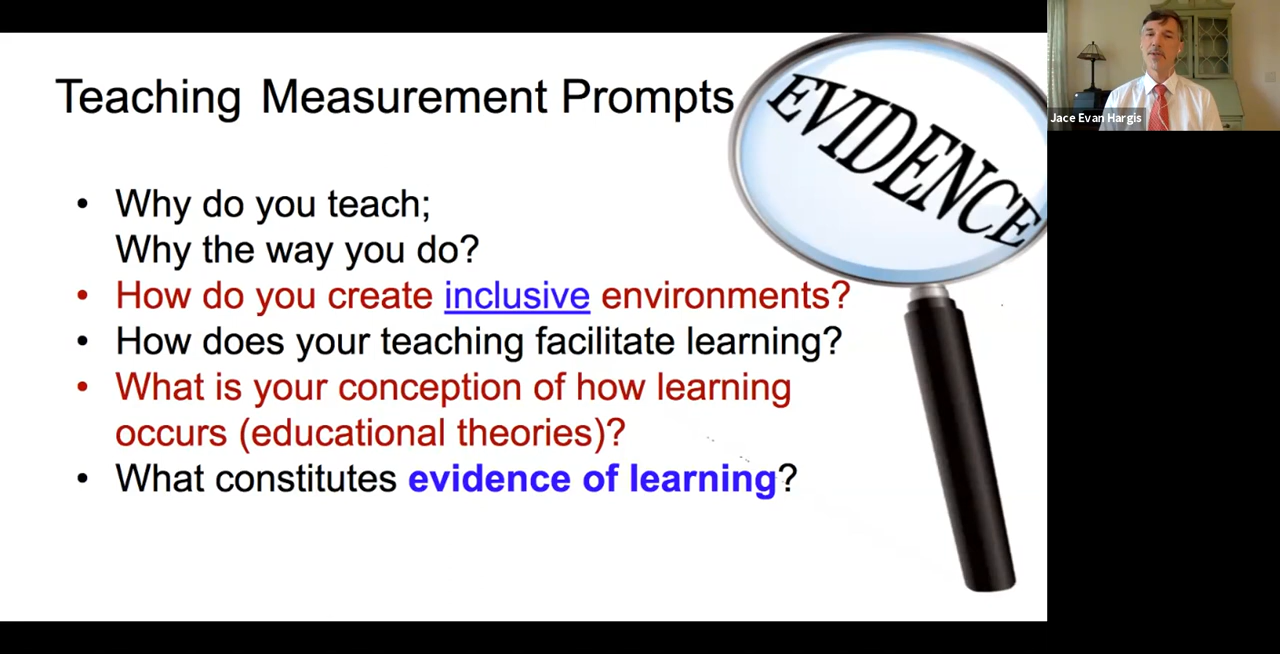 Teaching Measurement Prompts
EVIDENCE
Jace Evan Hargis
• Why do you teach;
Why the way you do?
• How do you create inclusive environments?
• How does your teaching facilitate learning?
• What is your conception of how learning
occurs (educational theories)?
• What constitutes evidence of learning?